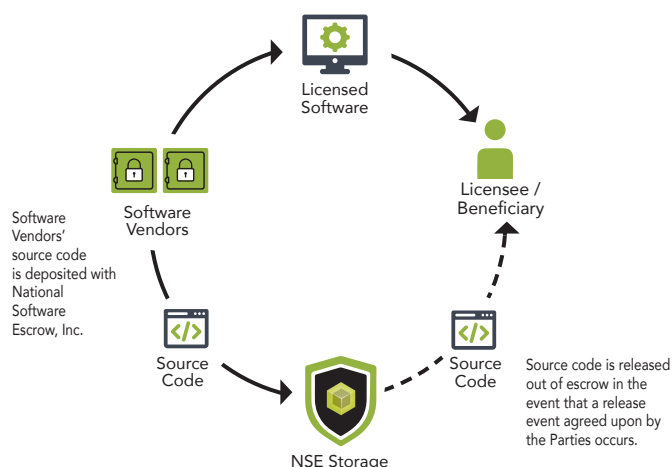 Licensed
Software
Licensee /
Beneficiary
Software
Vendors
Software
Vendors’
source code
is deposited with
National
Software
Escrow, Inc.
Source
Code
Source
Code
Source code is released
out of escrow in the
event that a release
event agreed upon by
the Parties occurs.
NSE Storage